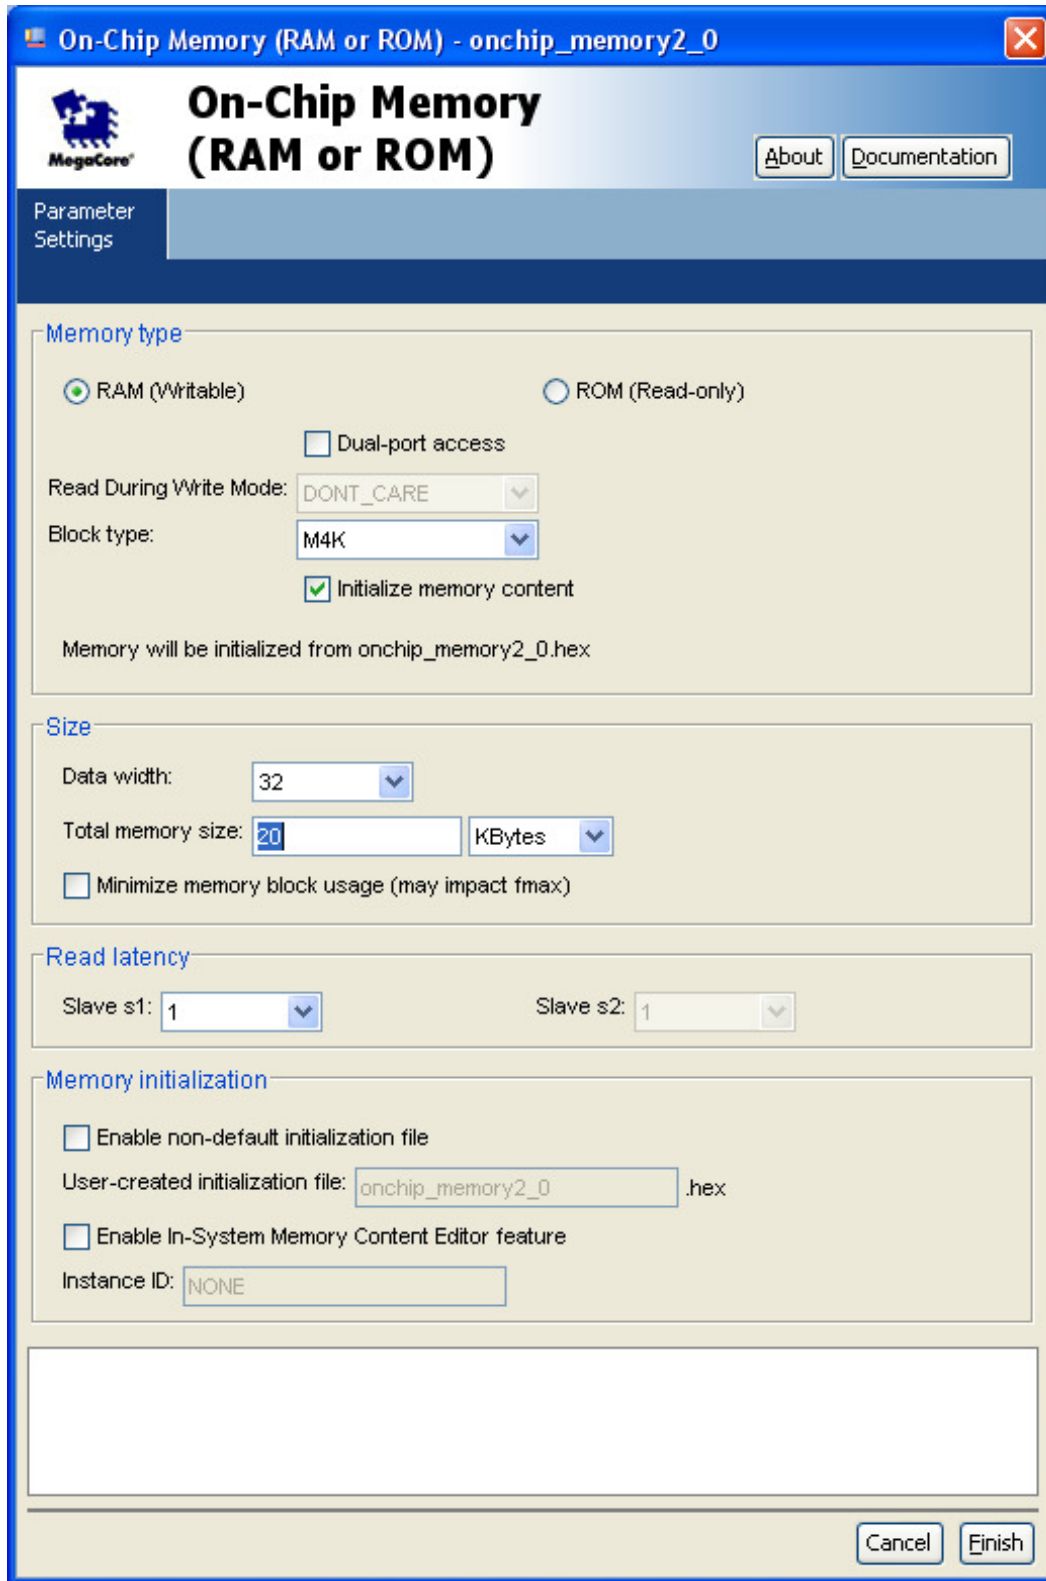 On-Chip Memory (RAM or ROM) - onchip_memory2_0
MegaCore®
On-Chip Memory
(RAM or ROM)
About
Documentation
Parameter
Settings
Memory type
RAM (Writable)
ROM (Read-only)
Dual-port access
Read During Write Mode: DONT_CARE
Block type: M4K
Initialize memory content
Memory will be initialized from onchip_memory2_0.hex
Size
Data width: 32
Total memory size: 20 KBytes
Minimize memory block usage (may impact fmax)
Read latency
Slave s1: 1
Slave s2: 1
Memory initialization
Enable non-default initialization file
User-created initialization file: onchip_memory2_0 .hex
Enable In-System Memory Content Editor feature
Instance ID: NONE
Cancel
Finish